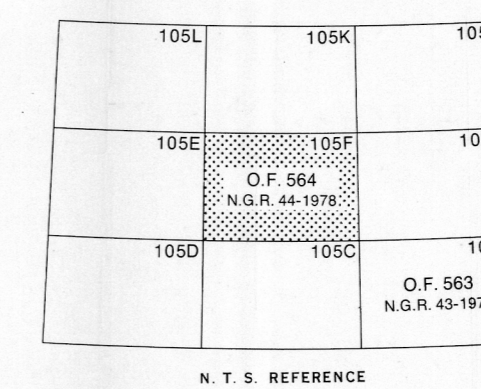 105L 105K
105E 105F
O.F. 564
N.G.R. 44-1978
105D 105C
O.F. 563
N.G.R.
N. T. S. REFERENCE